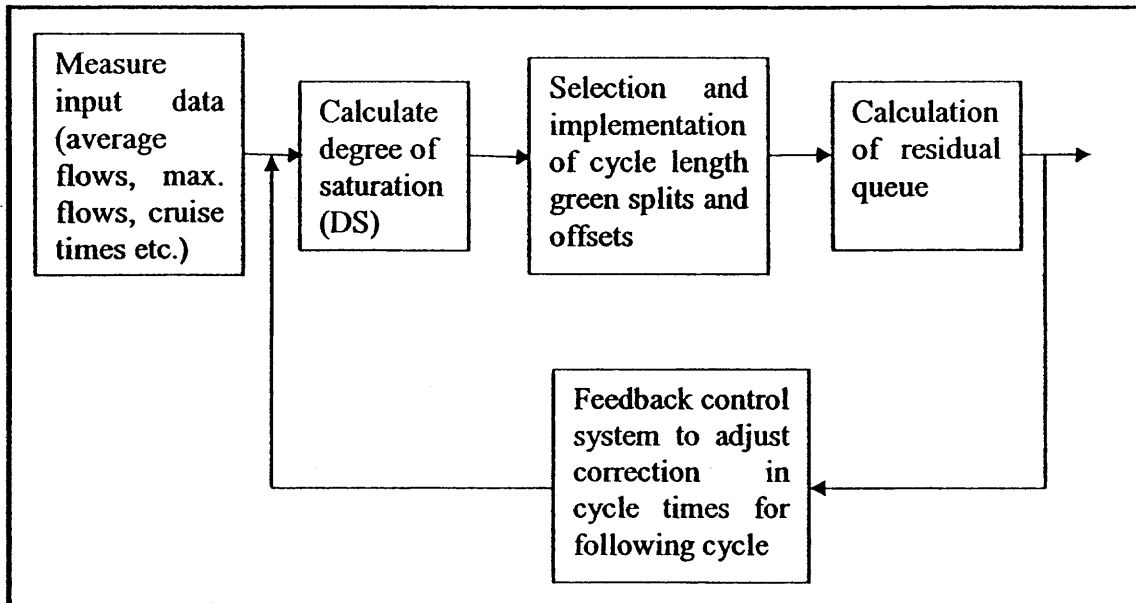 Measure
input data
(average
flows, max.
flows, cruise
times etc.)
Calculate
degree of
saturation
(DS)
Selection and
implementation
of cycle length
green splits and
offsets
Calculation
of residual
queue
Feedback control
system to adjust
correction in
cycle times for
following cycle